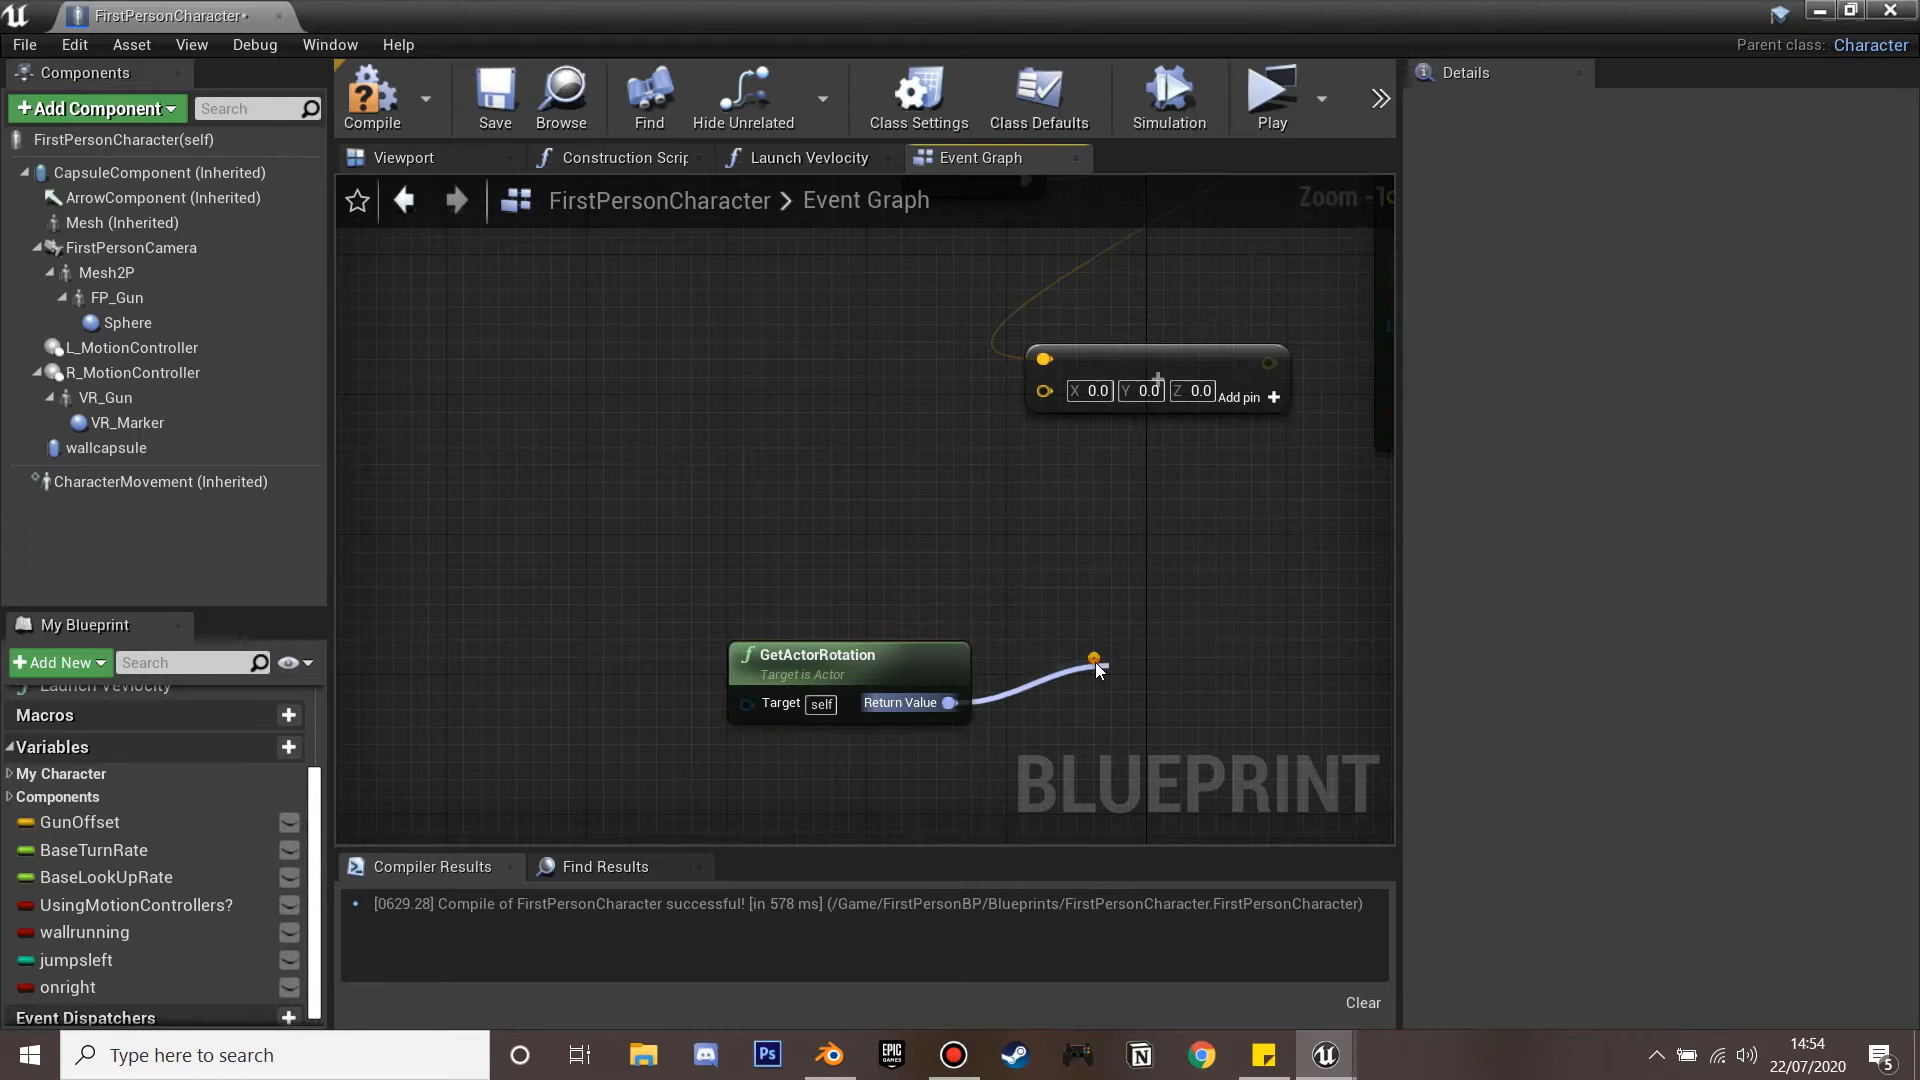 FirstPersonCharacter*
File Edit Asset View Debug Window Help
Parent class: Character
Components
+Add Component
Search
FirstPersonCharacter(self)
CapsuleComponent (Inherited)
ArrowComponent (Inherited)
Mesh (Inherited)
FirstPersonCamera
Mesh2P
FP_Gun
Sphere
L_MotionController
R_MotionController
VR_Gun
VR_Marker
wallcapsule
CharacterMovement (Inherited)
My Blueprint
+Add New
Search
Launch Vevlocity
Macros
Variables
My Character
Components
GunOffset
BaseTurnRate
BaseLookUpRate
UsingMotionControllers?
wallrunning
jumpsleft
onright
Event Dispatchers
Compile Save Browse Find Hide Unrelated Class Settings Class Defaults Simulation Play
Viewport Construction Scrip Launch Vevlocity Event Graph
FirstPersonCharacter > Event Graph
Zoom -1
X 0.0 Y 0.0 Z 0.0 Add pin +
GetActorRotation
Target is Actor
Target self Return Value
BLUEPRINT
Compiler Results Find Results
[0629.28] Compile of FirstPersonCharacter successful! [in 578 ms] (/Game/FirstPersonBP/Blueprints/FirstPersonCharacter.FirstPersonCharacter)
Clear
Details
Type here to search
Ps
EPIC GAMES
14:54
22/07/2020
5